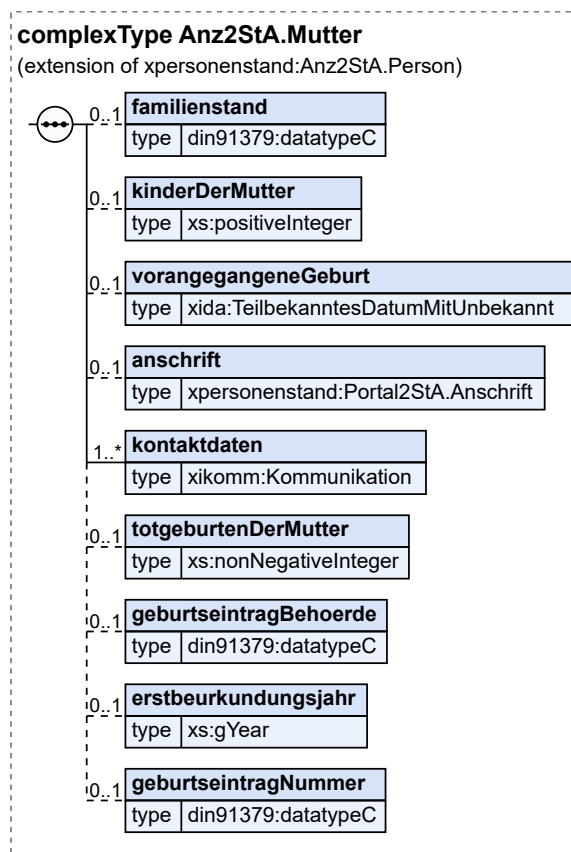 complexType Anz2StA.Mutter
(extension of xpersonenstand:Anz2StA.Person)
0..1 familienstand
type din91379:datatypeC
0..1 kinderDerMutter
type xs:positiveInteger
0..1 vorangegangeneGeburt
type xida:TeilbekanntesDatumMitUnbekannt
0..1 anschrift
type xpersonenstand:Portal2StA.Anschrift
1..* kontaktdaten
type xikomm:Kommunikation
0..1 totgeburtenDerMutter
type xs:nonNegativeInteger
0..1 geburtseintragBehoerde
type din91379:datatypeC
0..1 erstbeurkundungsjahr
type xs:gYear
0..1 geburtseintragNummer
type din91379:datatypeC